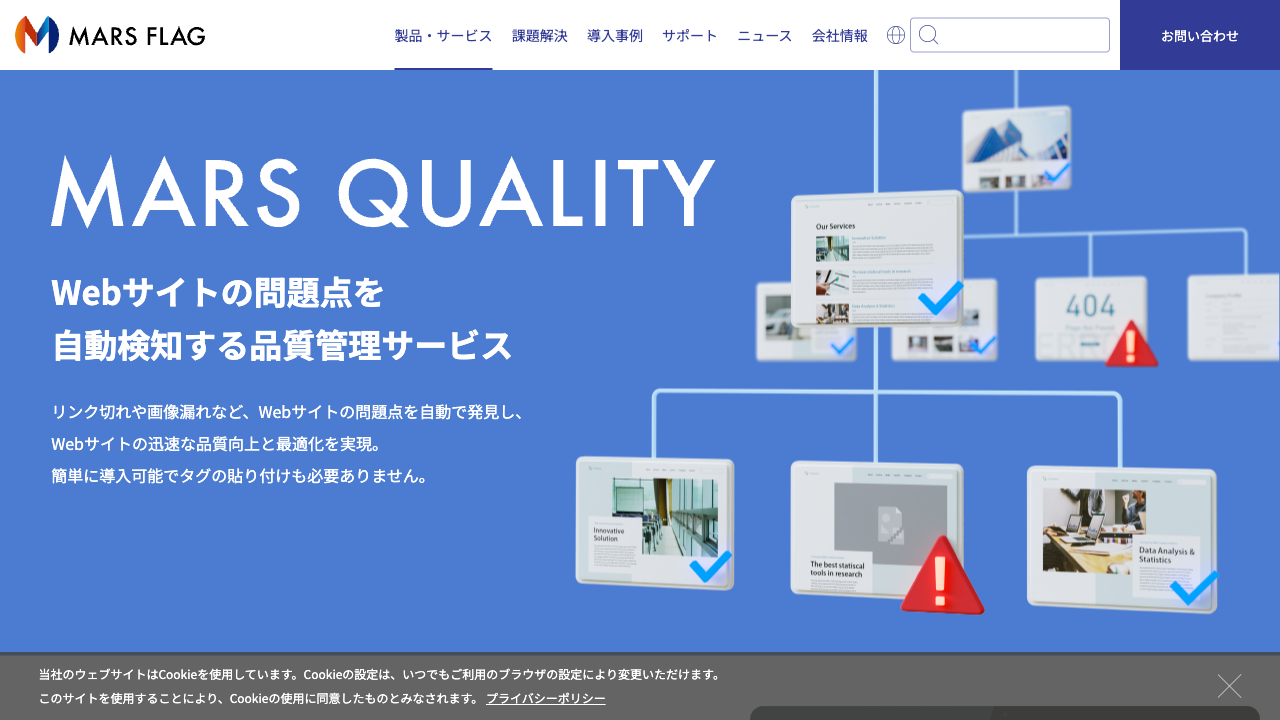 MARS FLAG
製品・サービス
課題解決
導入事例
サポート
ニュース
会社情報
お問い合わせ
MARS QUALITY
Webサイトの問題点を
自動検知する品質管理サービス
リンク切れや画像漏れなど、Webサイトの問題点を自動で発見し、
Webサイトの迅速な品質向上と最適化を実現。
簡単に導入可能でタグの貼り付けも必要ありません。
Our Services
404
Innovative
Solution
The best statiscal
tools in research
Data Analysis &
Statistics
当社のウェブサイトはCookieを使用しています。Cookieの設定は、いつでもご利用のブラウザの設定により変更いただけます。
このサイトを使用することにより、Cookieの使用に同意したものとみなされます。 プライバシーポリシー